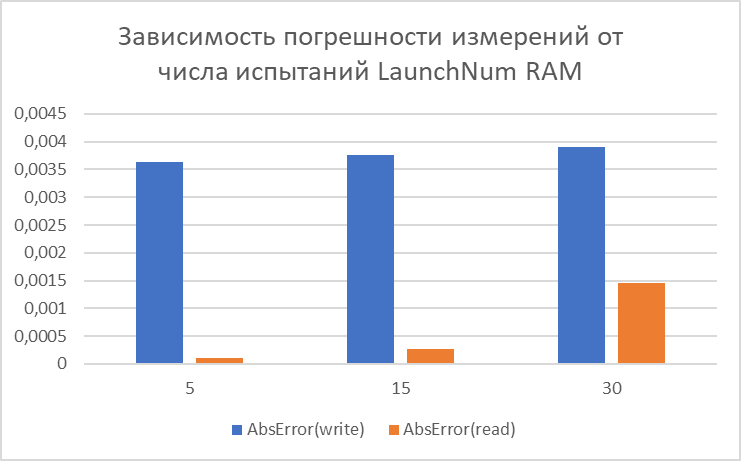 Зависимость погрешности измерений от
числа испытаний LaunchNum RAM
0,0045
0,004
0,0035
0,003
0,0025
0,002
0,0015
0,001
0,0005
0
5 15 30
AbsError(write) AbsError(read)